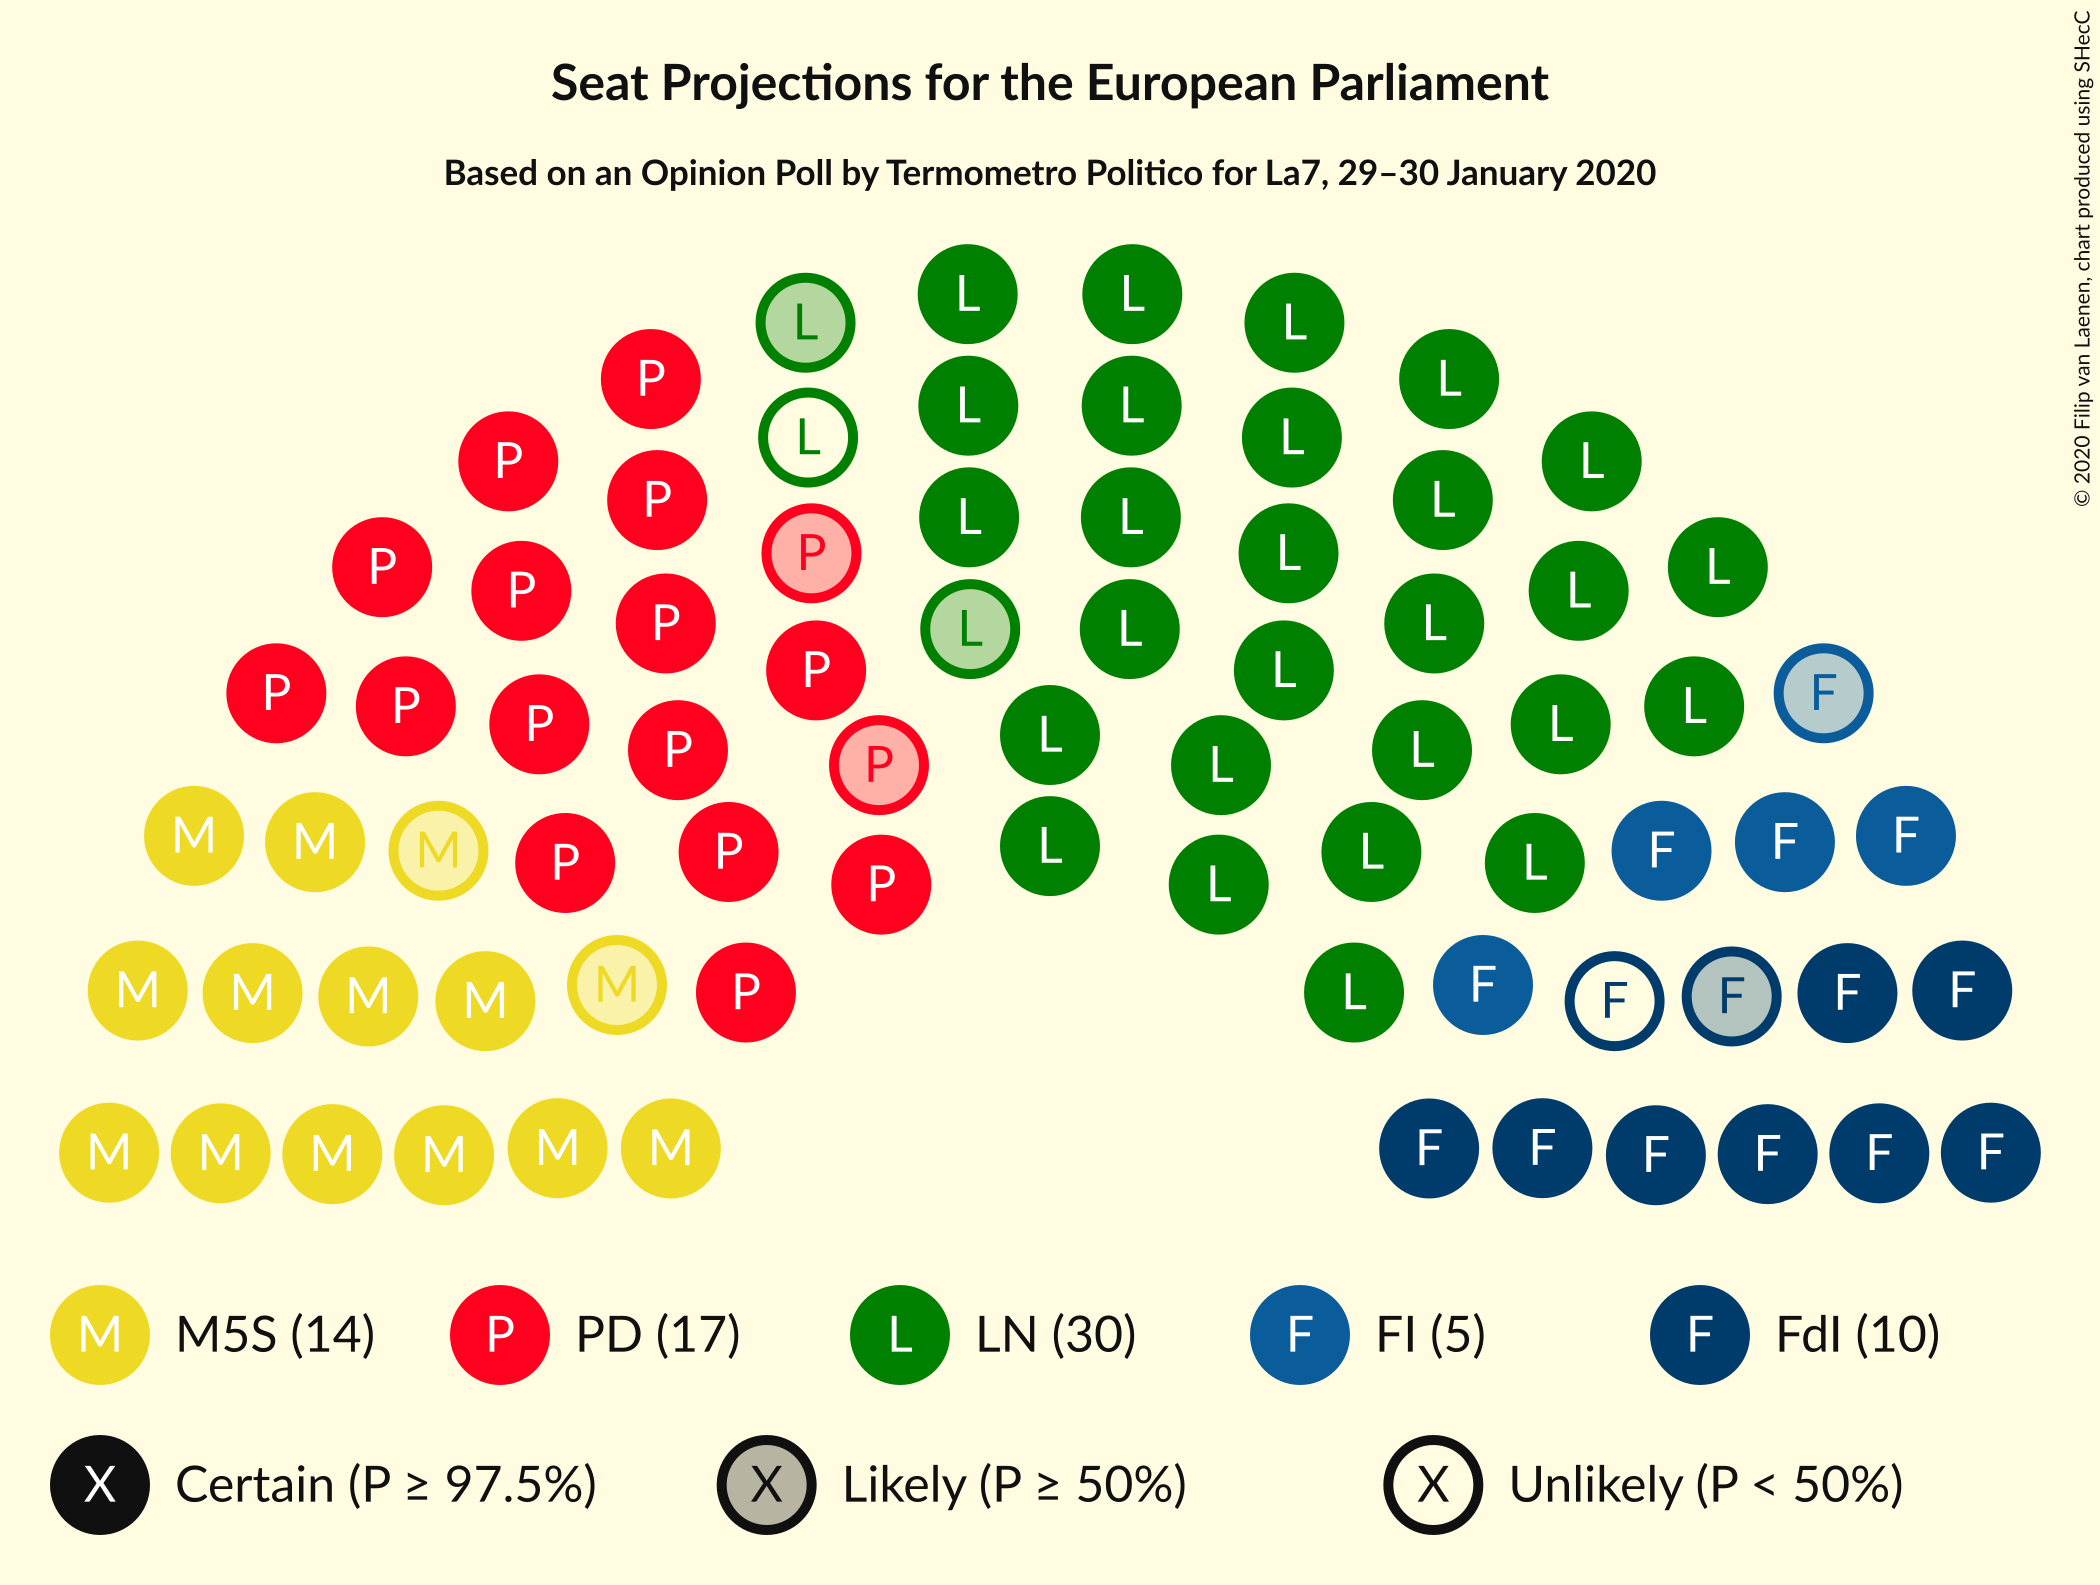 Seat Projections for the European Parliament
Based on an Opinion Poll by Termometro Politico for La7, 29–30 January 2020
© 2020 Filip van Laenen, chart produced using SHecC
L L L L
P L
L L L L
P L
P L
P L L P L L
P P L
P L
P L L L
P L
P L
P L
P P P L L F
P L
L
P L
M M M P P P L L L L F F F
M M M M M P L F F F F F
M M M M M M F F F F F F
M M5S (14) P PD (17) L LN (30) F FI (5) F FdI (10)
X Certain (P ≥ 97.5%) X Likely (P ≥ 50%) X Unlikely (P < 50%)